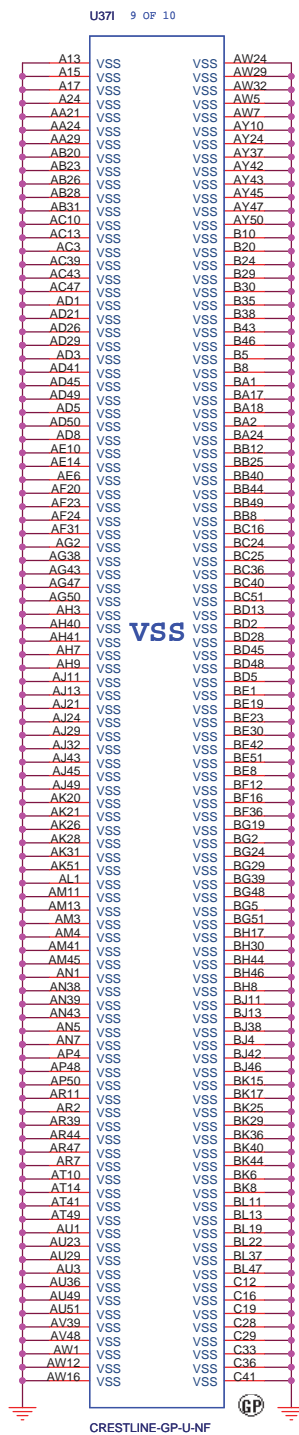 U37I 9 OF 10
A13 VSS VSS AW24
A15 VSS VSS AW29
A17 VSS VSS AW32
A24 VSS VSS AW5
AA21 VSS VSS AW7
AA24 VSS VSS AY10
AA29 VSS VSS AY24
AB20 VSS VSS AY37
AB23 VSS VSS AY42
AB26 VSS VSS AY43
AB28 VSS VSS AY45
AB31 VSS VSS AY47
AC10 VSS VSS AY50
AC13 VSS VSS B10
AC3 VSS VSS B20
AC39 VSS VSS B24
AC43 VSS VSS B29
AC47 VSS VSS B30
AD1 VSS VSS B35
AD21 VSS VSS B38
AD26 VSS VSS B43
AD29 VSS VSS B46
AD3 VSS VSS B5
AD41 VSS VSS B8
AD45 VSS VSS BA1
AD49 VSS VSS BA17
AD5 VSS VSS BA18
AD50 VSS VSS BA2
AD8 VSS VSS BA24
AE10 VSS VSS BB12
AE14 VSS VSS BB25
AE6 VSS VSS BB40
AF20 VSS VSS BB44
AF23 VSS VSS BB49
AF24 VSS VSS BB8
AF31 VSS VSS BC16
AG2 VSS VSS BC24
AG38 VSS VSS BC25
AG43 VSS VSS BC36
AG47 VSS VSS BC40
AG50 VSS VSS BC51
AH3 VSS VSS BD13
AH40 VSS VSS BD2
VSS
AH41 VSS VSS BD28
AH7 VSS VSS BD45
AH9 VSS VSS BD48
AJ11 VSS VSS BD5
AJ13 VSS VSS BE1
AJ21 VSS VSS BE19
AJ24 VSS VSS BE23
AJ29 VSS VSS BE30
AJ32 VSS VSS BE42
AJ43 VSS VSS BE51
AJ45 VSS VSS BE8
AJ49 VSS VSS BF12
AK20 VSS VSS BF16
AK21 VSS VSS BF36
AK26 VSS VSS BG19
AK28 VSS VSS BG2
AK31 VSS VSS BG24
AK51 VSS VSS BG29
AL1 VSS VSS BG39
AM11 VSS VSS BG48
AM13 VSS VSS BG5
AM3 VSS VSS BG51
AM4 VSS VSS BH17
AM41 VSS VSS BH30
AM45 VSS VSS BH44
AN1 VSS VSS BH46
AN38 VSS VSS BH8
AN39 VSS VSS BJ11
AN43 VSS VSS BJ13
AN5 VSS VSS BJ38
AN7 VSS VSS BJ4
AP4 VSS VSS BJ42
AP48 VSS VSS BJ46
AP50 VSS VSS BK15
AR11 VSS VSS BK17
AR2 VSS VSS BK25
AR39 VSS VSS BK29
AR44 VSS VSS BK36
AR47 VSS VSS BK40
AR7 VSS VSS BK44
AT10 VSS VSS BK6
AT14 VSS VSS BK8
AT41 VSS VSS BL11
AT49 VSS VSS BL13
AU1 VSS VSS BL19
AU23 VSS VSS BL22
AU29 VSS VSS BL37
AU3 VSS VSS BL47
AU36 VSS VSS C12
AU49 VSS VSS C16
AU51 VSS VSS C19
AV39 VSS VSS C28
AV48 VSS VSS C29
AW1 VSS VSS C33
AW12 VSS VSS C36
AW16 VSS VSS C41
GP
CRESTLINE-GP-U-NF